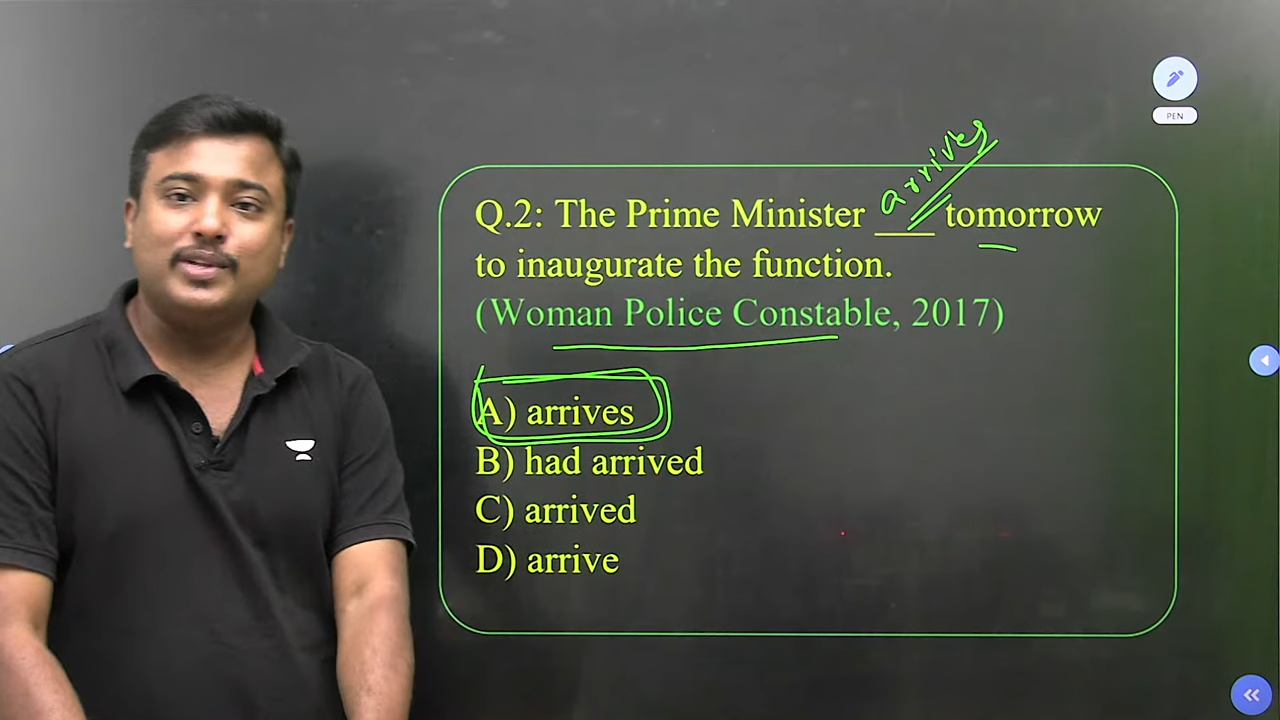 PEN
arrives
Q.2: The Prime Minister ___ tomorrow
to inaugurate the function.
(Woman Police Constable, 2017)
A) arrives
B) had arrived
C) arrived
D) arrive